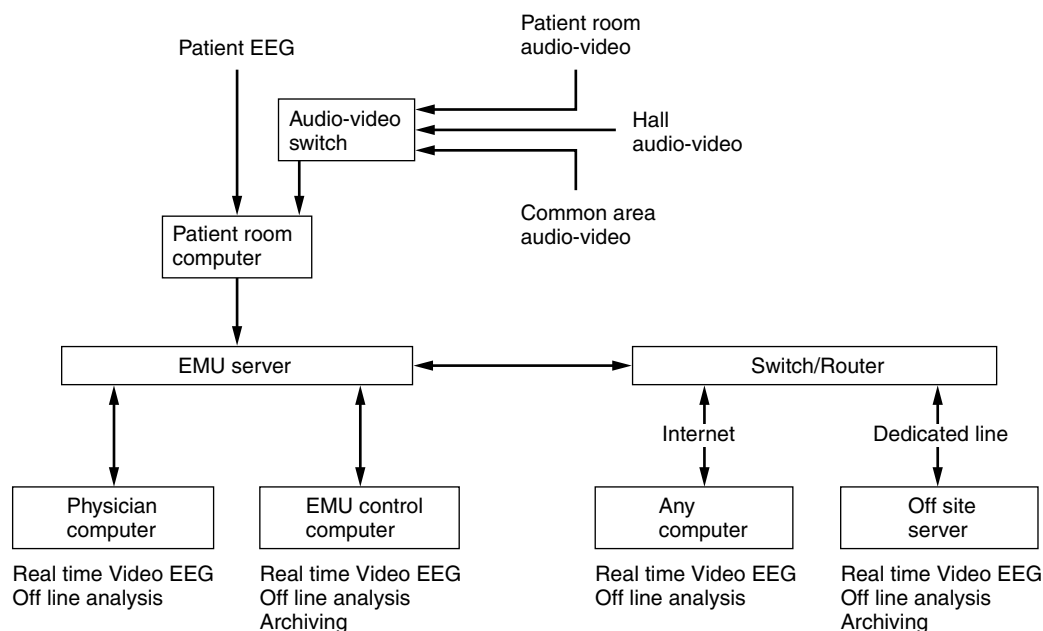 Patient EEG
Patient room
audio-video
Audio-video
switch
Hall
audio-video
Common area
audio-video
Patient room
computer
EMU server
Switch/Router
Internet
Dedicated line
Physician
computer
EMU control
computer
Any
computer
Off site
server
Real time Video EEG
Off line analysis
Real time Video EEG
Off line analysis
Archiving
Real time Video EEG
Off line analysis
Real time Video EEG
Off line analysis
Archiving